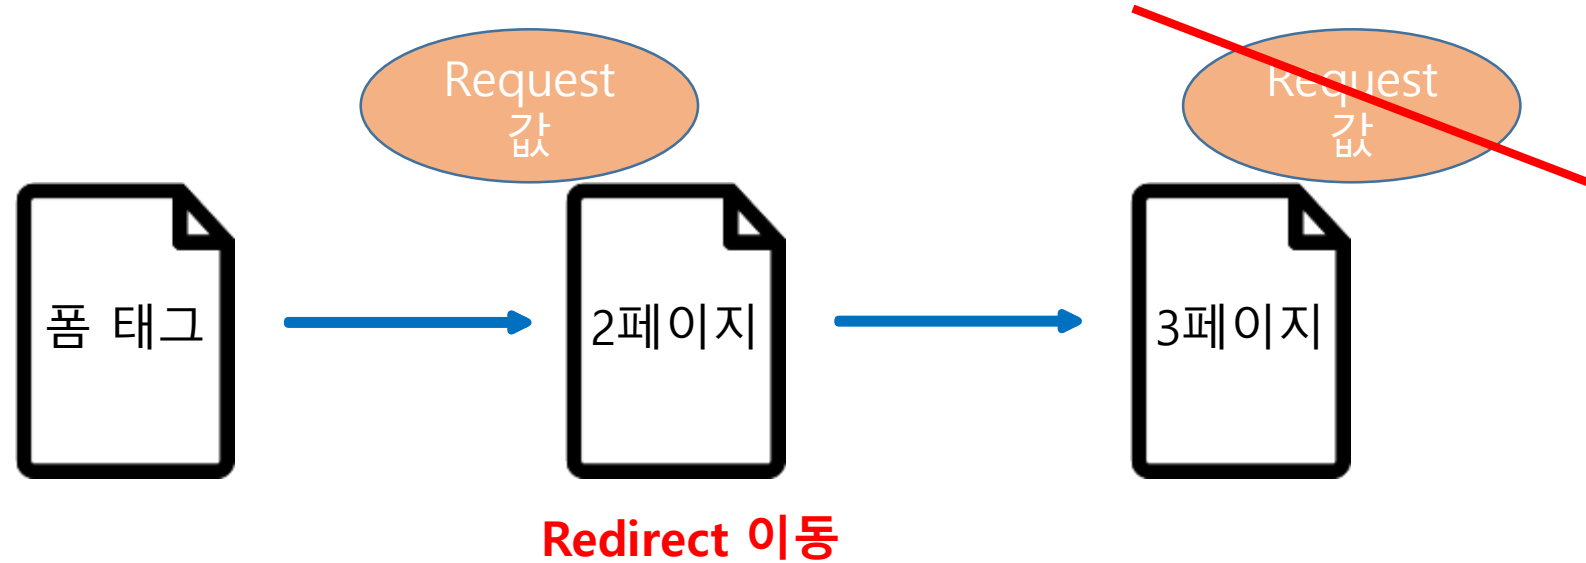 Request
값
Request
값
폼 태그
2페이지
3페이지
Redirect 이동